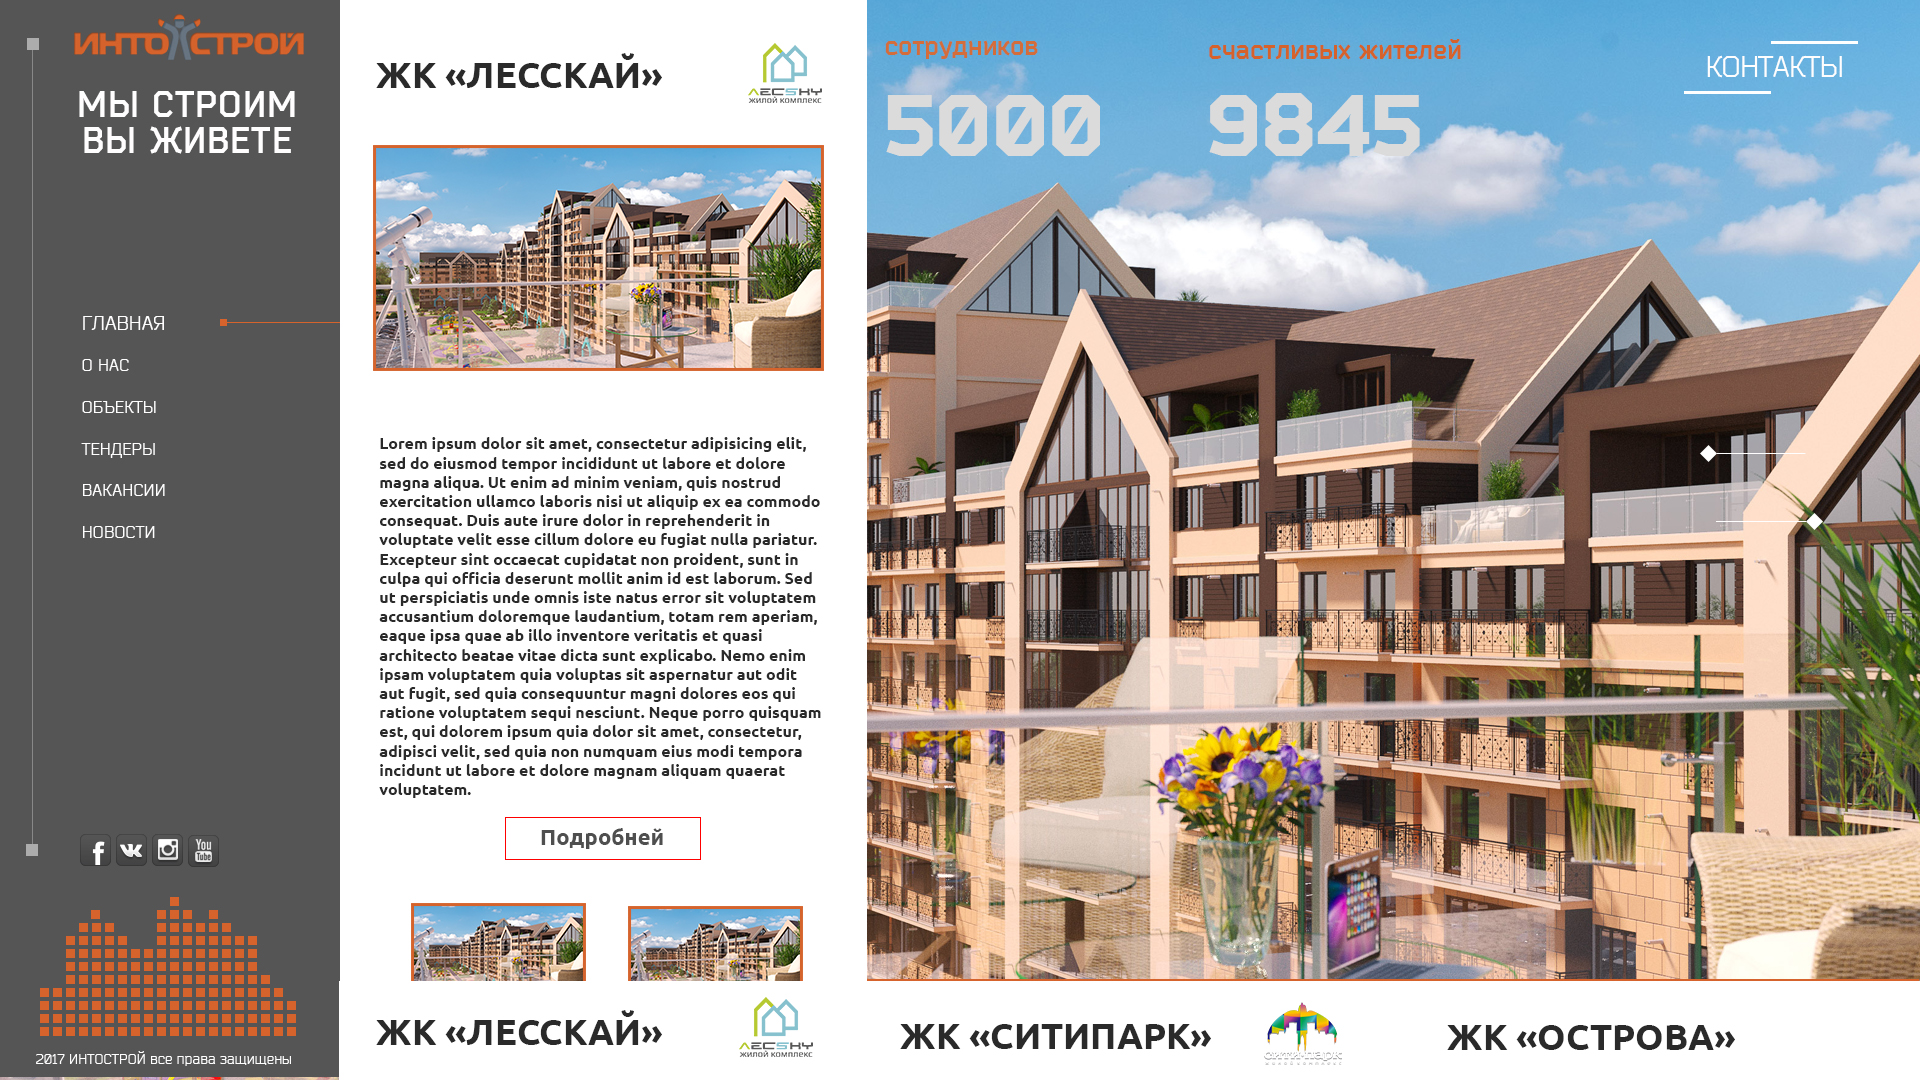 ИНТОСТРОЙ
МЫ СТРОИМ
ВЫ ЖИВЕТЕ
ГЛАВНАЯ
О НАС
ОБЪЕКТЫ
ТЕНДЕРЫ
ВАКАНСИИ
НОВОСТИ
You
Tube
2017 ИНТОСТРОЙ все права защищены
ЖК «ЛЕССКАЙ»
ЛЕCSKY
ЖИЛОЙ КОМПЛЕКС
Lorem ipsum dolor sit amet, consectetur adipisicing elit,
sed do eiusmod tempor incididunt ut labore et dolore
magna aliqua. Ut enim ad minim veniam, quis nostrud
exercitation ullamco laboris nisi ut aliquip ex ea commodo
consequat. Duis aute irure dolor in reprehenderit in
voluptate velit esse cillum dolore eu fugiat nulla pariatur.
Excepteur sint occaecat cupidatat non proident, sunt in
culpa qui officia deserunt mollit anim id est laborum. Sed
ut perspiciatis unde omnis iste natus error sit voluptatem
accusantium doloremque laudantium, totam rem aperiam,
eaque ipsa quae ab illo inventore veritatis et quasi
architecto beatae vitae dicta sunt explicabo. Nemo enim
ipsam voluptatem quia voluptas sit aspernatur aut odit
aut fugit, sed quia consequuntur magni dolores eos qui
ratione voluptatem sequi nesciunt. Neque porro quisquam
est, qui dolorem ipsum quia dolor sit amet, consectetur,
adipisci velit, sed quia non numquam eius modi tempora
incidunt ut labore et dolore magnam aliquam quaerat
voluptatem.
Подробней
сотрудников
5000
счастливых жителей
9845
КОНТАКТЫ
ЖК «ЛЕССКАЙ»
ЛЕCSKY
ЖИЛОЙ КОМПЛЕКС
ЖК «СИТИПАРК»
СИТИ-ПАРК
ЖК «ОСТРОВА»